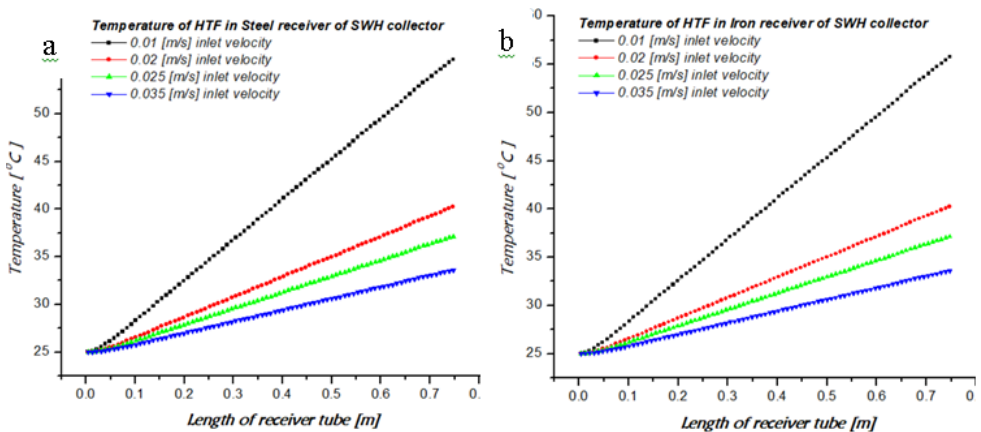 a
Temperature of HTF in Steel receiver of SWH collector
0.01 [m/s] inlet velocity
0.02 [m/s] inlet velocity
0.025 [m/s] inlet velocity
0.035 [m/s] inlet velocity
50
45
40
35
30
25
Temperature [ °C ]
0.0 0.1 0.2 0.3 0.4 0.5 0.6 0.7 0.
Length of receiver tube [m]
b
Temperature of HTF in Iron receiver of SWH collector
0.01 [m/s] inlet velocity
0.02 [m/s] inlet velocity
0.025 [m/s] inlet velocity
0.035 [m/s] inlet velocity
50
45
40
35
30
25
Temperature [ °C ]
0.0 0.1 0.2 0.3 0.4 0.5 0.6 0.7 0
Length of receiver tube [m]